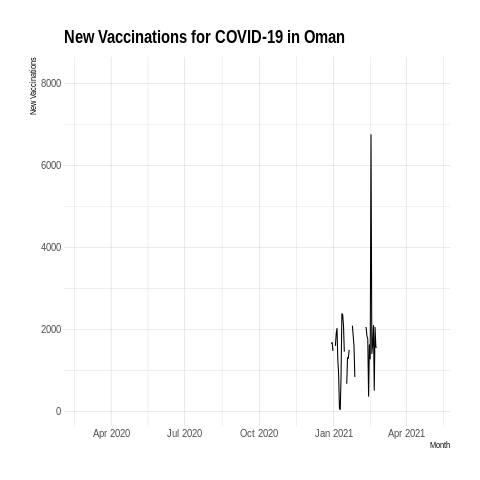 New Vaccinations for COVID-19 in Oman
New Vaccinations
8000
6000
4000
2000
0
Apr 2020 Jul 2020 Oct 2020 Jan 2021 Apr 2021
Month